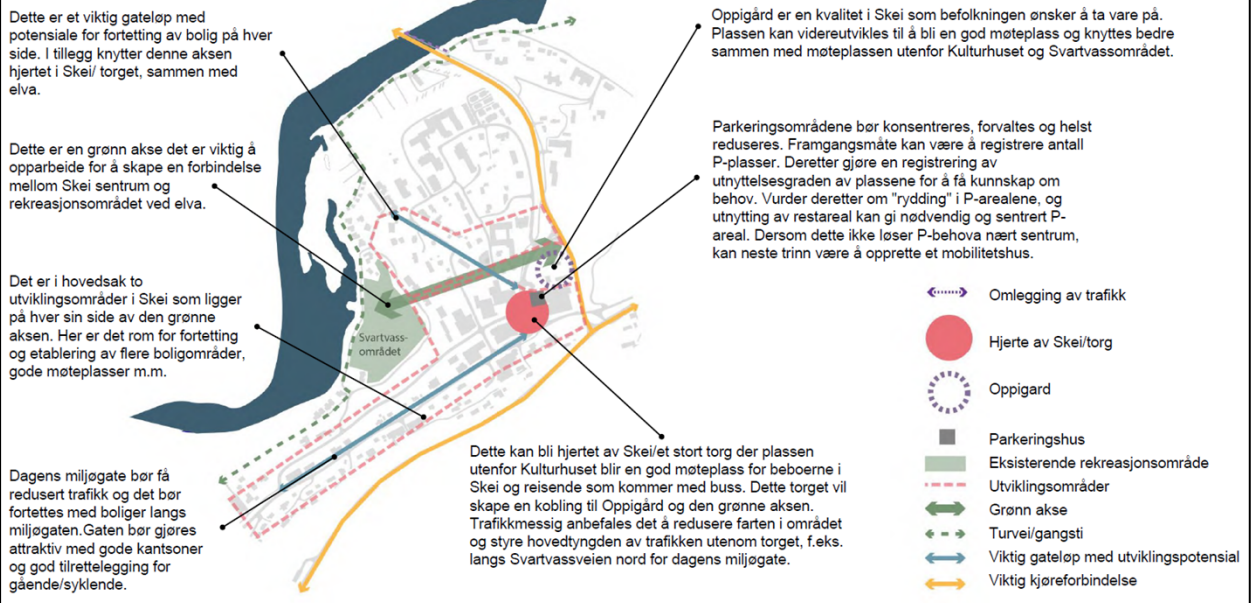 Dette er et viktig gateløp med
potensiale for fortetting av bolig på hver
side. I tillegg knytter denne aksen
hjertet i Skei/ torget, sammen med
elva.
Dette er en grønn akse det er viktig å
opparbeide for å skape en forbindelse
mellom Skei sentrum og
rekreasjonsområdet ved elva.
Det er i hovedsak to
utviklingsområder i Skei som ligger
på hver sin side av den grønne
aksen. Her er det rom for fortetting
og etablering av flere boligområder,
gode møteplasser m.m.
Dagens miljøgate bør få
redusert trafikk og det bør
fortettes med boliger langs
miljøgaten.Gaten bør gjøres
attraktiv med gode kantsoner
og god tilrettelegging for
gående/syklende.
Svartvass-
området
Dette kan bli hjertet av Skei/et stort torg der plassen
utenfor Kulturhuset blir en god møteplass for beboerne i
Skei og reisende som kommer med buss. Dette torget vil
skape en kobling til Oppigård og den grønne aksen.
Trafikkmessig anbefales det å redusere farten i området
og styre hovedtyngden av trafikken utenom torget, f.eks.
langs Svartvassveien nord for dagens miljøgate.
Oppigård er en kvalitet i Skei som befolkningen ønsker å ta vare på.
Plassen kan videreutvikles til å bli en god møteplass og knyttes bedre
sammen med møteplassen utenfor Kulturhuset og Svartvassområdet.
Parkeringsområdene bør konsentreres, forvaltes og helst
reduseres. Framgangsmåte kan være å registrere antall
P-plasser. Deretter gjøre en registrering av
utnyttelsesgraden av plassene for å få kunnskap om
behov. Vurder deretter om "rydding" i P-arealene, og
utnytting av restareal kan gi nødvendig og sentrert P-
areal. Dersom dette ikke løser P-behova nært sentrum,
kan neste trinn være å opprette et mobilitetshus.
Omlegging av trafikk
Hjerte av Skei/torg
Oppigard
Parkeringshus
Eksisterende rekreasjonsområde
Utviklingsområder
Grønn akse
Turvei/gangsti
Viktig gateløp med utviklingspotensial
Viktig kjøreforbindelse